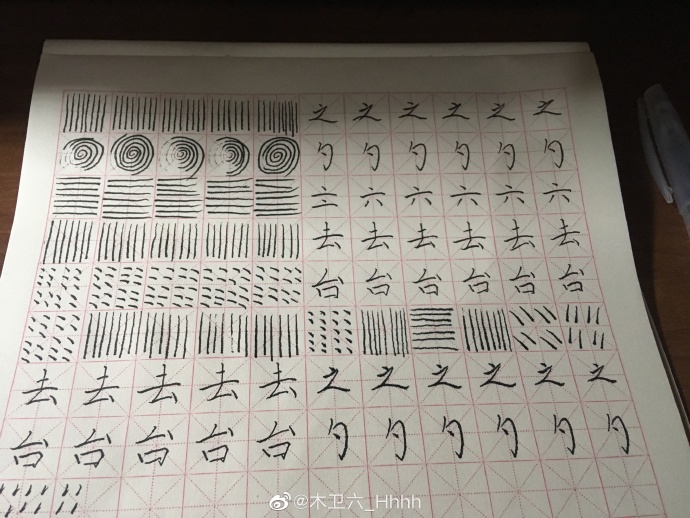 之 之 之 之 之 之
勺 勺 勺 勺 勺 勺
六 六 六 六 六
去 去 去 去 去 去
台 台 台 台 台 台
去 去 去 去 去 之 之 之 之 之 之
台 台 台 台 台 勺 勺 勺 勺 勺 勺
@木卫六_Hhhh